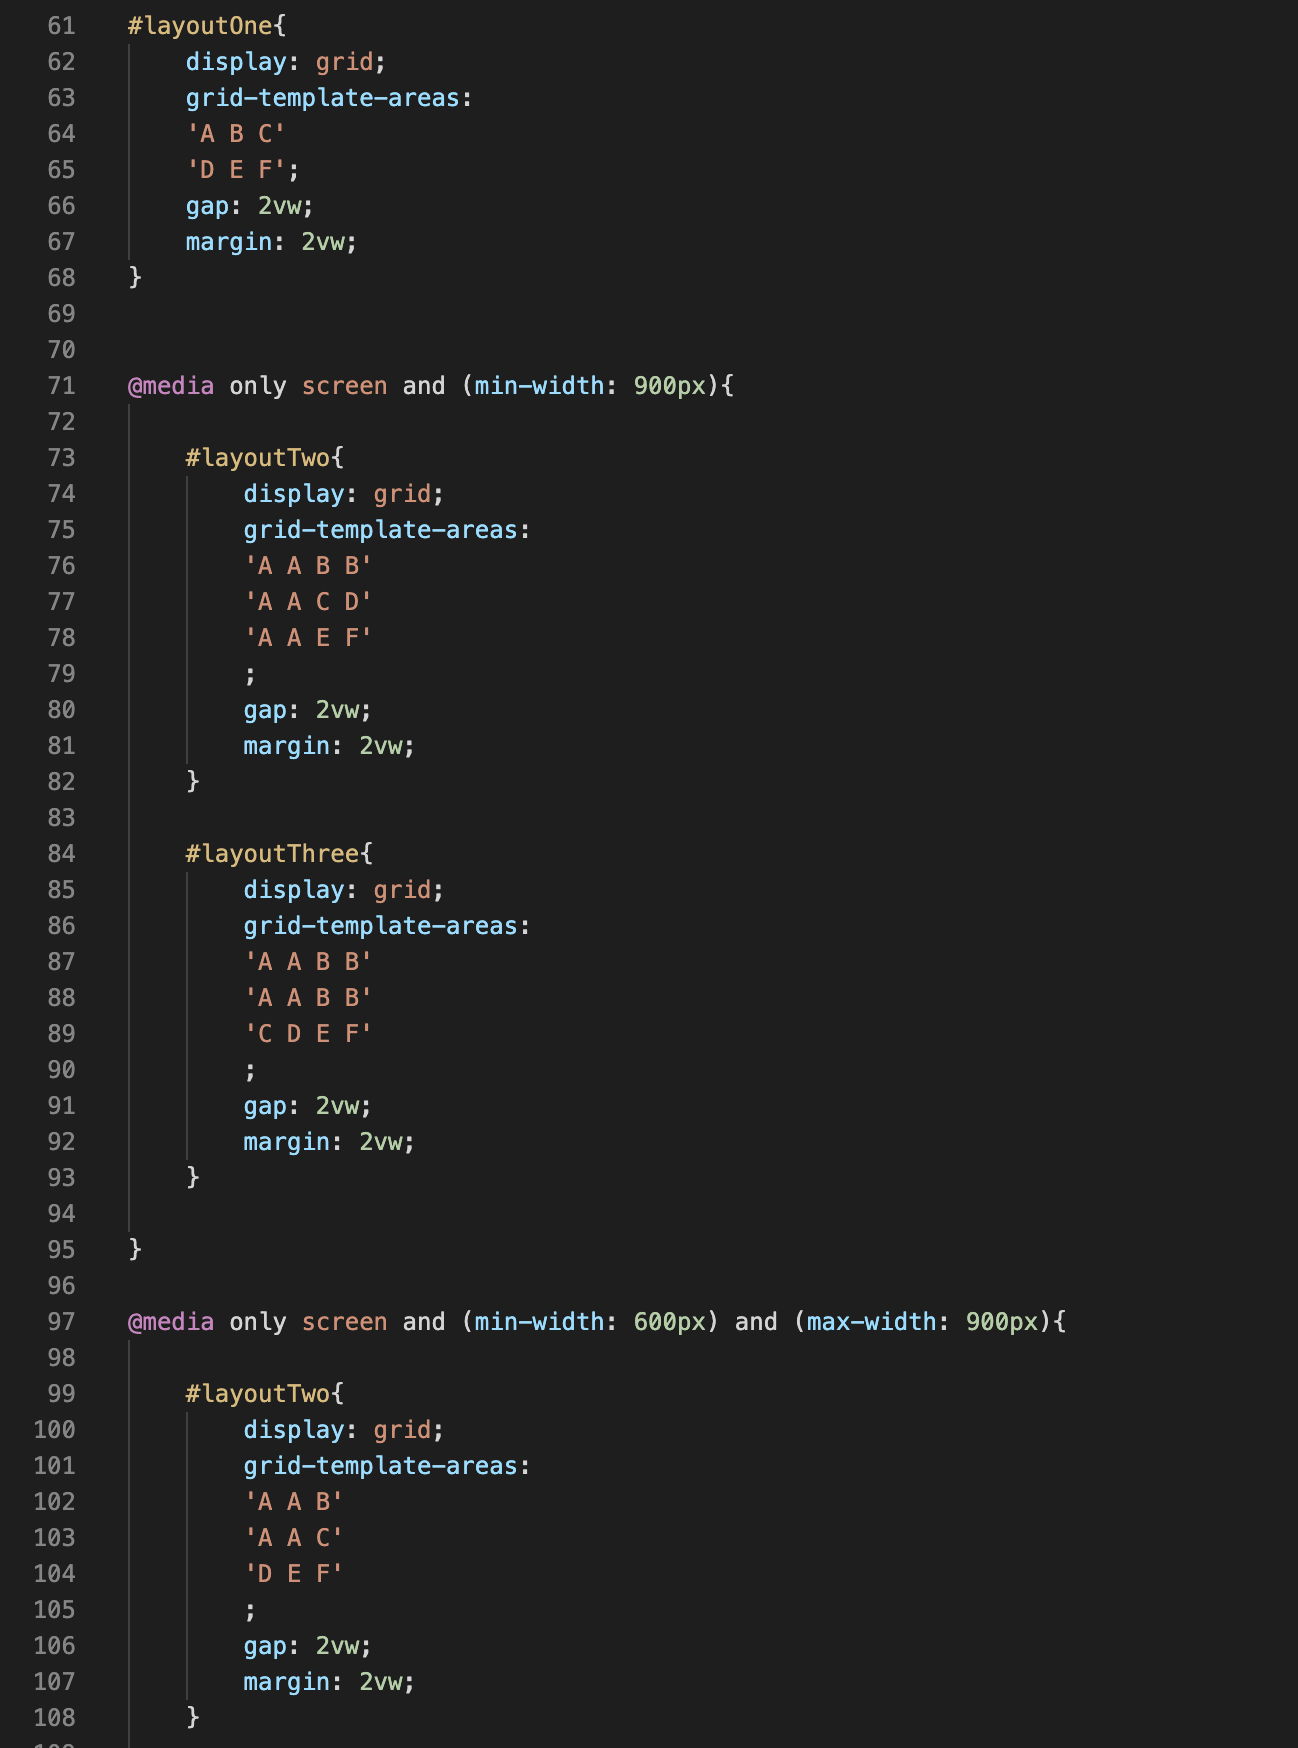 61 #layoutOne{
62 display: grid;
63 grid-template-areas:
64 'A B C'
65 'D E F';
66 gap: 2vw;
67 margin: 2vw;
68 }
69
70
71 @media only screen and (min-width: 900px){
72
73 #layoutTwo{
74 display: grid;
75 grid-template-areas:
76 'A A B B'
77 'A A C D'
78 'A A E F'
79 ;
80 gap: 2vw;
81 margin: 2vw;
82 }
83
84 #layoutThree{
85 display: grid;
86 grid-template-areas:
87 'A A B B'
88 'A A B B'
89 'C D E F'
90 ;
91 gap: 2vw;
92 margin: 2vw;
93 }
94
95 }
96
97 @media only screen and (min-width: 600px) and (max-width: 900px){
98
99 #layoutTwo{
100 display: grid;
101 grid-template-areas:
102 'A A B'
103 'A A C'
104 'D E F'
105 ;
106 gap: 2vw;
107 margin: 2vw;
108 }